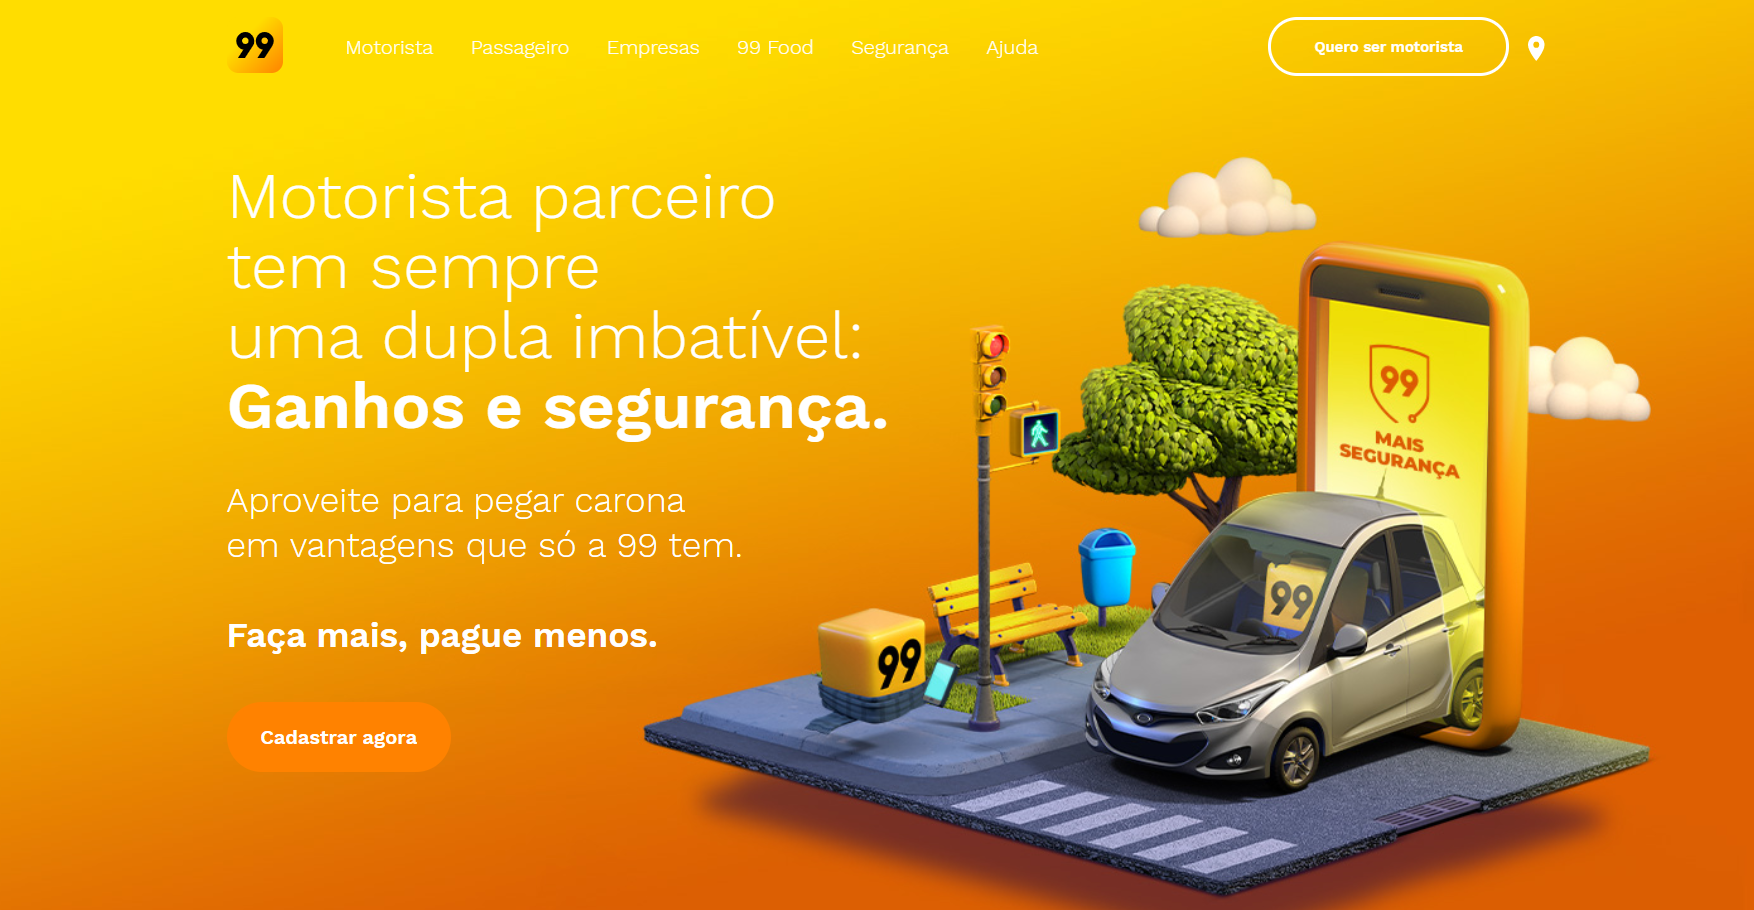 99
Motorista
Passageiro
Empresas
99 Food
Segurança
Ajuda
Quero ser motorista
Motorista parceiro
tem sempre
uma dupla imbatível:
Ganhos e segurança.
Aproveite para pegar carona
em vantagens que só a 99 tem.
Faça mais, pague menos.
Cadastrar agora
99
MAIS
SEGURANÇA
99
99